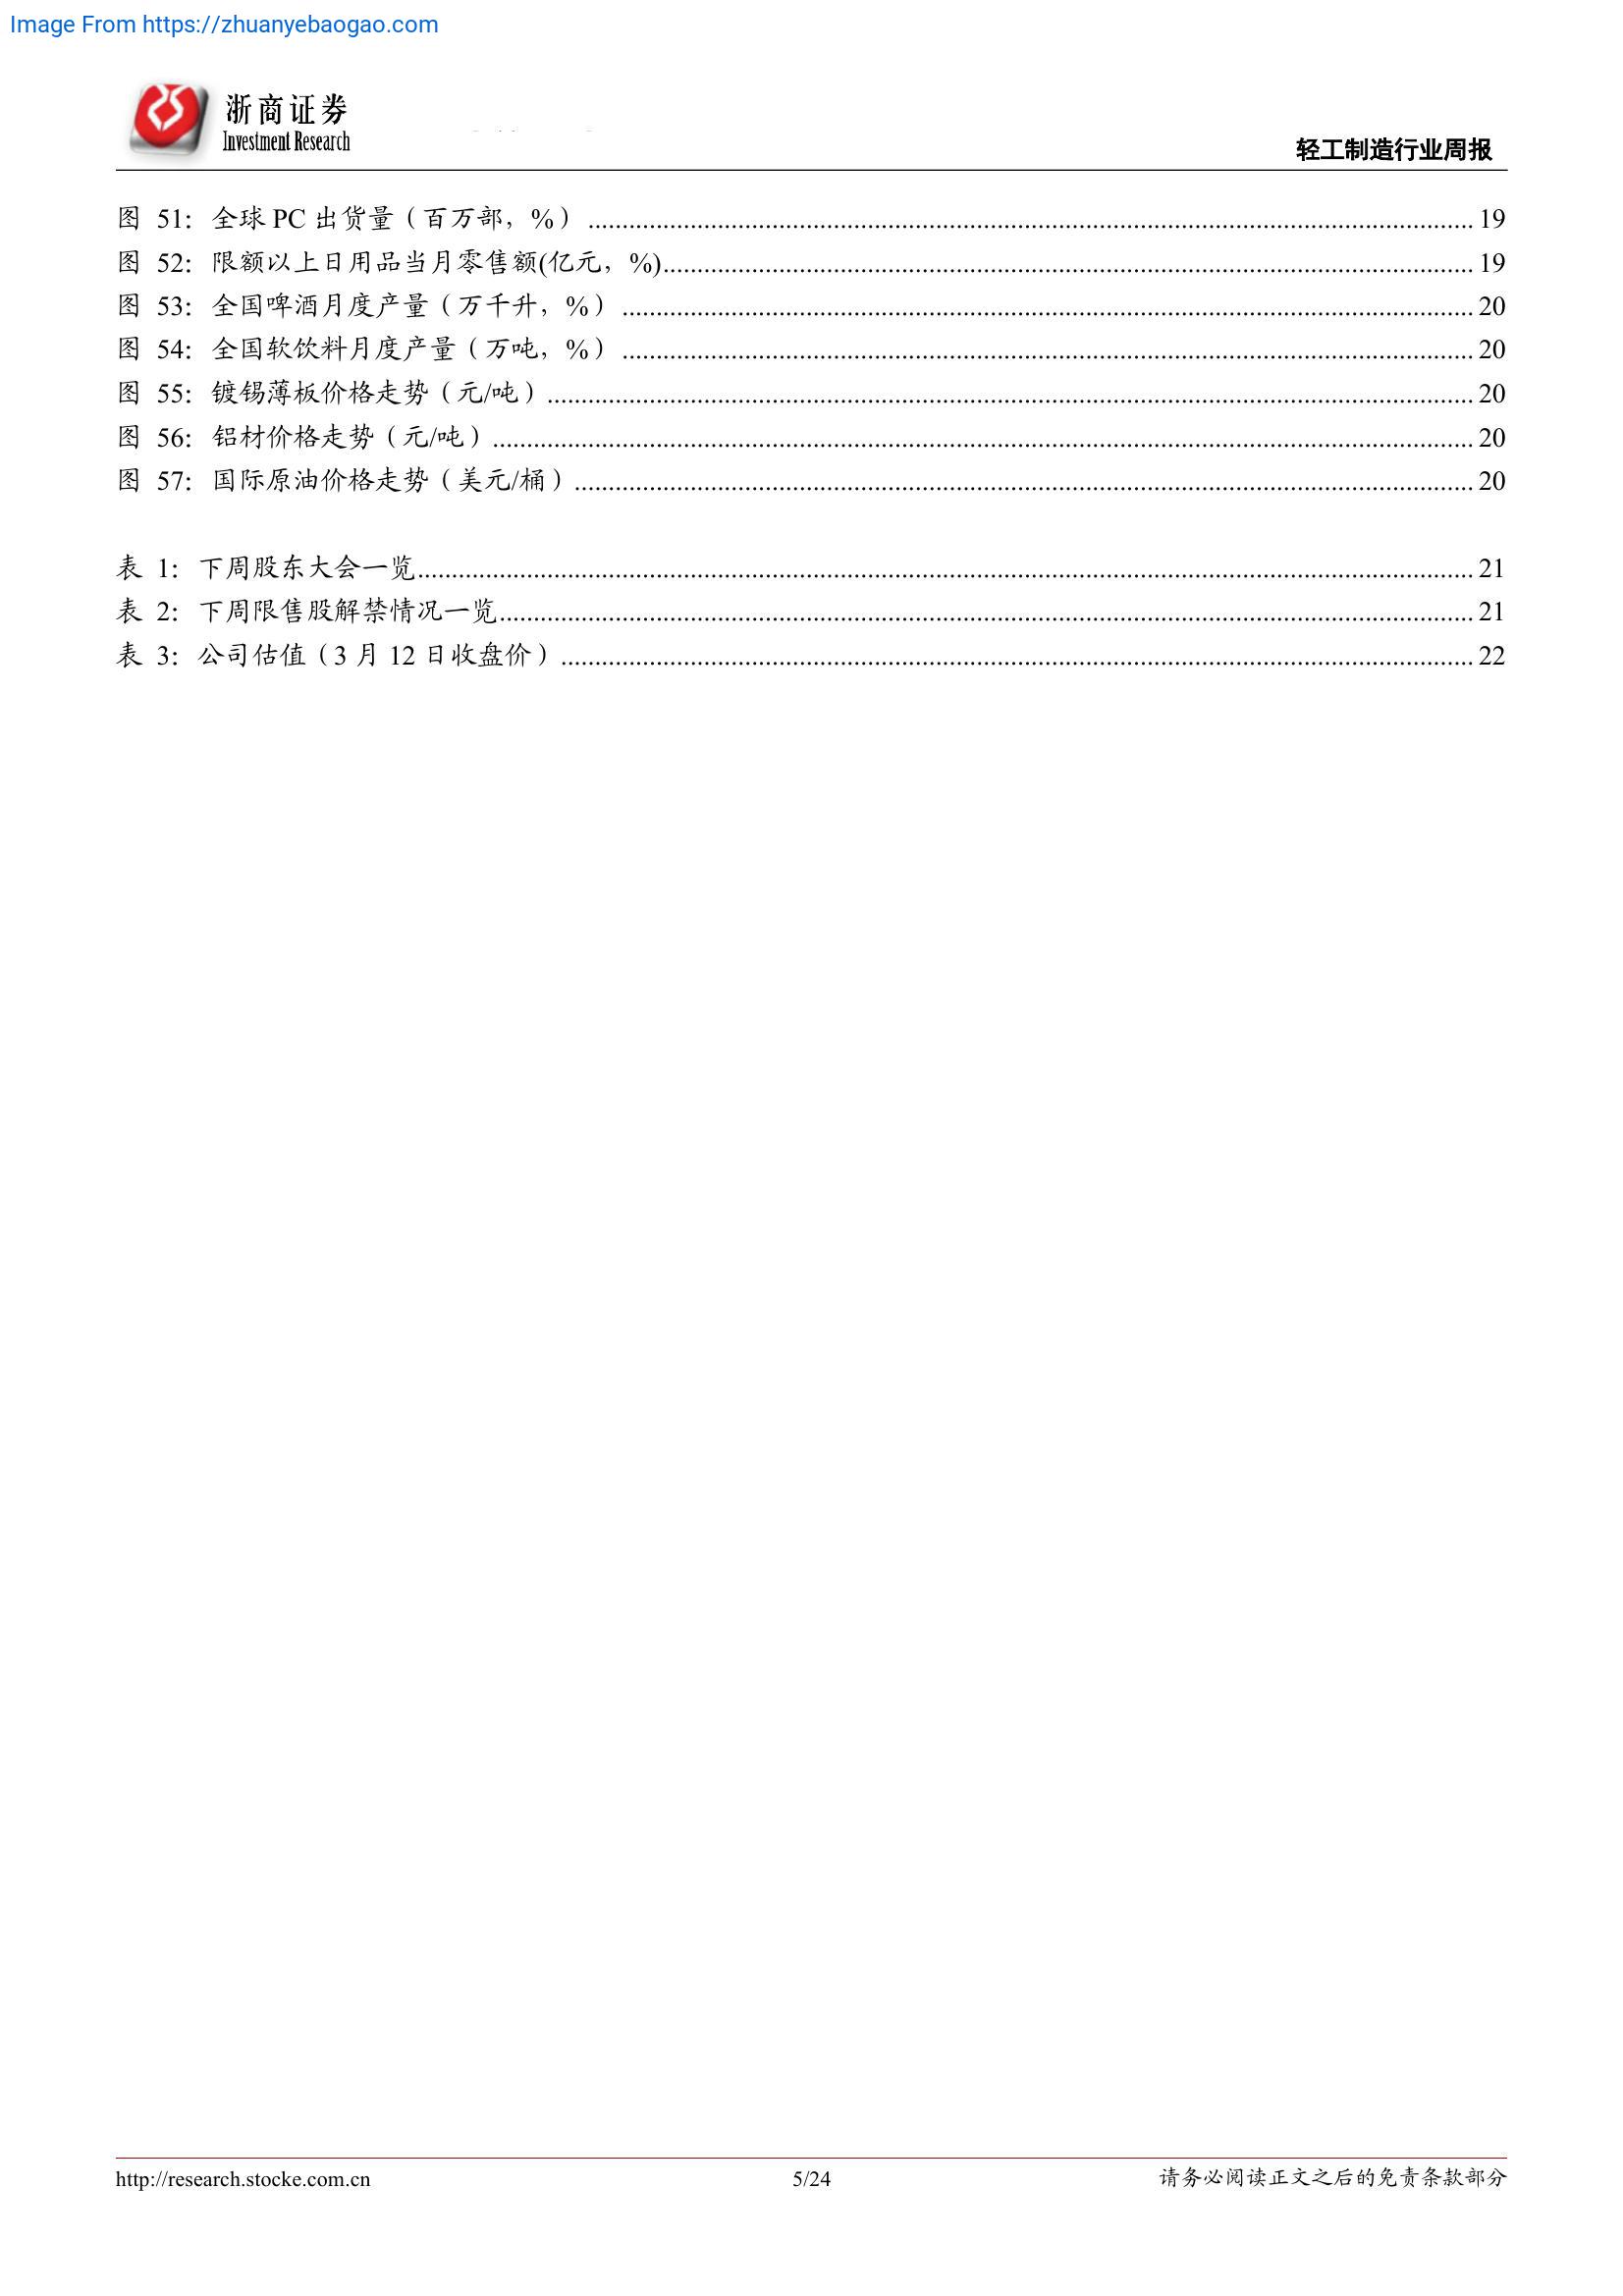 Image From https://zhuanyebaogao.com
浙商证券
Investment Research
轻工制造行业周报
图 51：全球 PC 出货量（百万部，%） ........................ 19
图 52：限额以上日用品当月零售额(亿元，%)........................ 19
图 53：全国啤酒月度产量（万千升，%） ........................ 20
图 54：全国软饮料月度产量（万吨，%） ........................ 20
图 55：镀锡薄板价格走势（元/吨）........................ 20
图 56：铝材价格走势（元/吨）........................ 20
图 57：国际原油价格走势（美元/桶）........................ 20
表 1：下周股东大会一览........................ 21
表 2：下周限售股解禁情况一览........................ 21
表 3：公司估值（3 月 12 日收盘价）........................ 22
http://research.stocke.com.cn 5/24 请务必阅读正文之后的免责条款部分